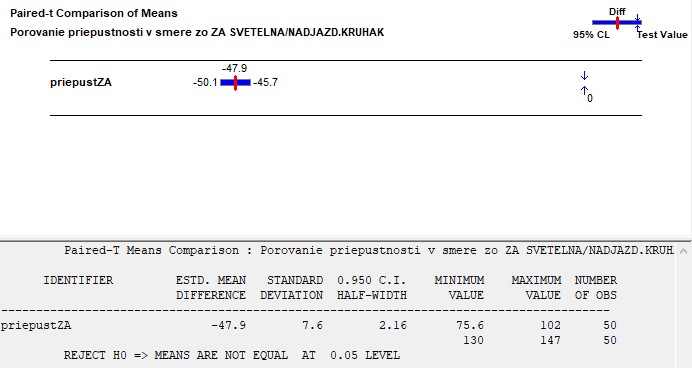 Paired-t Comparison of Means
Diff
Porovanie priepustnosti v smere zo ZA SVETELNA/NADJAZD.KRUHAK
95% CL Test Value
-47.9
priepustZA -50.1 -45.7
0
Paired-T Means Comparison : Porovanie priepustnosti v smere zo ZA SVETELNA/NADJAZD.KRUH
IDENTIFIER ESTD. MEAN STANDARD 0.950 C.I. MINIMUM MAXIMUM NUMBER
DIFFERENCE DEVIATION HALF-WIDTH VALUE VALUE OF OBS
priepustZA -47.9 7.6 2.16 75.6 102 50
130 147 50
REJECT H0 => MEANS ARE NOT EQUAL AT 0.05 LEVEL